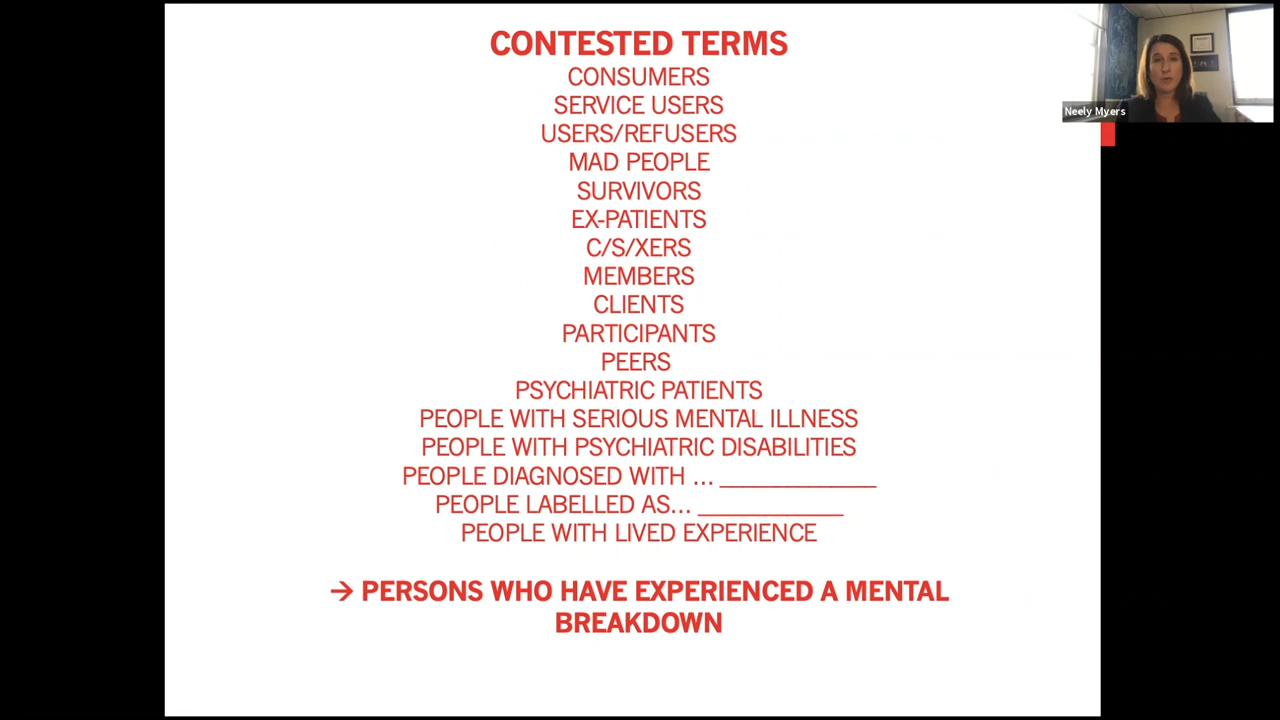 CONTESTED TERMS
CONSUMERS
SERVICE USERS
USERS/REFUSERS
MAD PEOPLE
SURVIVORS
EX-PATIENTS
C/S/XERS
MEMBERS
CLIENTS
PARTICIPANTS
PEERS
PSYCHIATRIC PATIENTS
PEOPLE WITH SERIOUS MENTAL ILLNESS
PEOPLE WITH PSYCHIATRIC DISABILITIES
PEOPLE DIAGNOSED WITH … _____________
PEOPLE LABELLED AS… ____________
PEOPLE WITH LIVED EXPERIENCE
→ PERSONS WHO HAVE EXPERIENCED A MENTAL
BREAKDOWN
Neely Myers